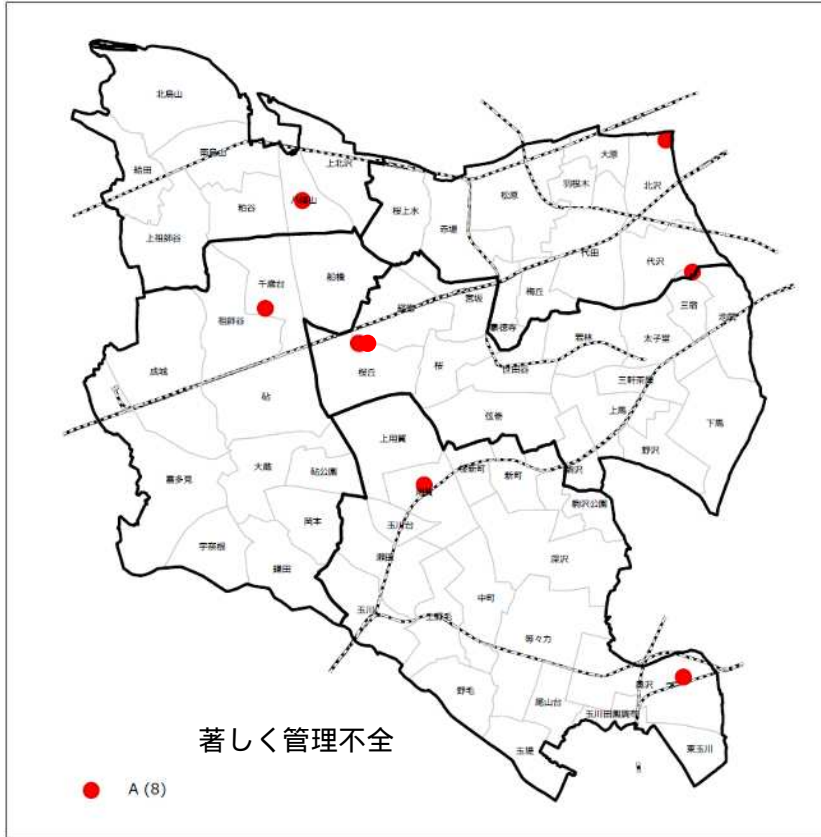 北烏山
大原
南烏山
上北沢
給田
羽根木
北沢
松原
粕谷
桜上水
赤堤
上祖師谷
代田
代沢
船橋
千歳台
梅丘
宮坂
経堂
三宿
池尻
祖師谷
豪徳寺
若林
太子堂
成城
桜丘
桜
世田谷
三軒茶屋
砧
弦巻
上馬
下馬
上用賀
野沢
大蔵
砧公園
桜新町
新町
駒沢
喜多見
用賀
駒沢公園
岡本
玉川台
宇奈根
瀬田
深沢
鎌田
中町
玉川
上野毛
等々力
野毛
奥沢
尾山台
玉川田園調布
東玉川
玉堤
著しく管理不全
A (8)